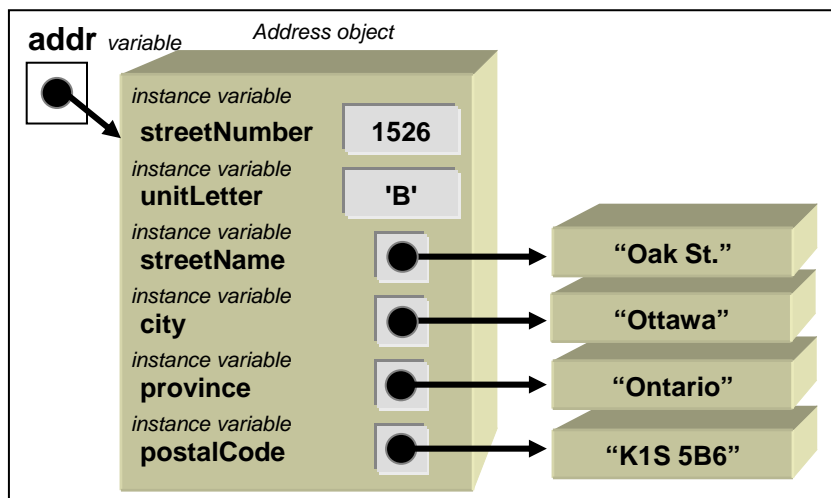 addr variable
Address object
instance variable
streetNumber 1526
instance variable
unitLetter 'B'
instance variable
streetName “Oak St.”
instance variable
city “Ottawa”
instance variable
province “Ontario”
instance variable
postalCode “K1S 5B6”